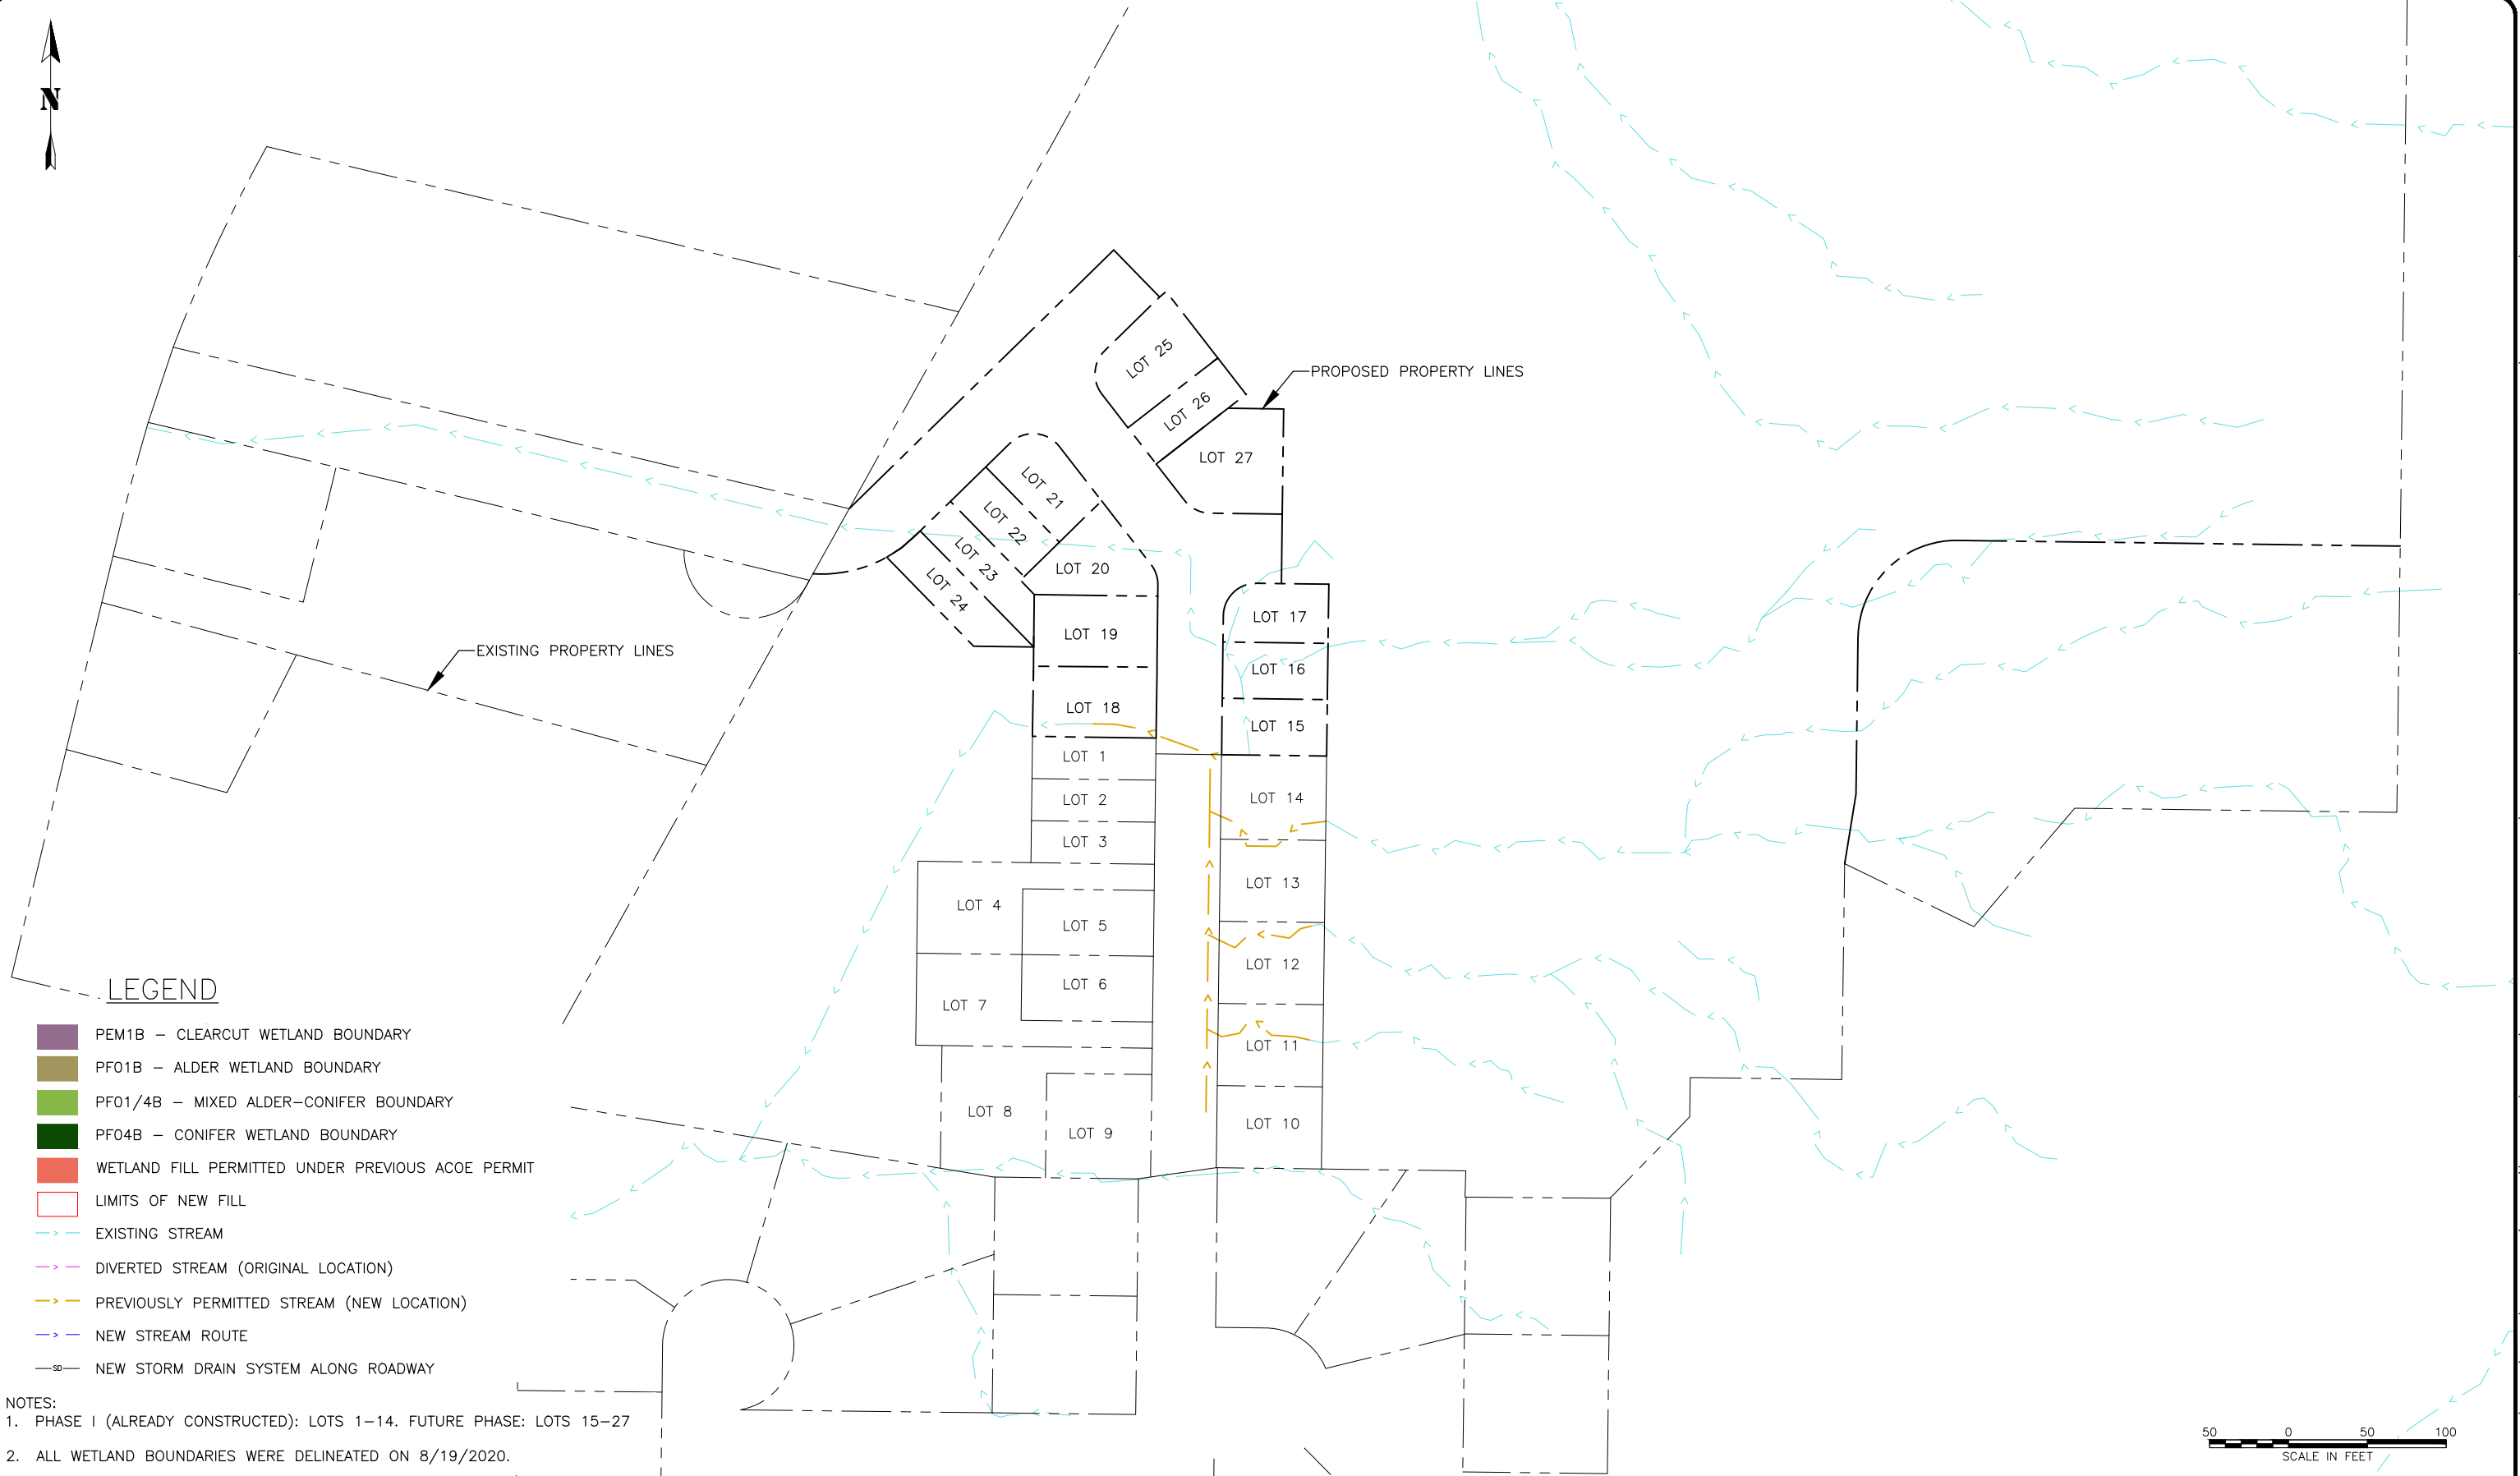 N
LOT 25
PROPOSED PROPERTY LINES
LOT 26
LOT 27
LOT 21
LOT 22
LOT 23
LOT 20
LOT 24
LOT 17
LOT 19
EXISTING PROPERTY LINES
LOT 16
LOT 18
LOT 15
LOT 1
LOT 2
LOT 14
LOT 3
LOT 13
LOT 4
LOT 5
LOT 12
LOT 6
LOT 7
LOT 11
LOT 8
LOT 9
LOT 10
LEGEND
PEM1B – CLEARCUT WETLAND BOUNDARY
PF01B – ALDER WETLAND BOUNDARY
PF01/4B – MIXED ALDER–CONIFER BOUNDARY
PF04B – CONIFER WETLAND BOUNDARY
WETLAND FILL PERMITTED UNDER PREVIOUS ACOE PERMIT
LIMITS OF NEW FILL
EXISTING STREAM
DIVERTED STREAM (ORIGINAL LOCATION)
PREVIOUSLY PERMITTED STREAM (NEW LOCATION)
NEW STREAM ROUTE
SD NEW STORM DRAIN SYSTEM ALONG ROADWAY
NOTES:
1. PHASE I (ALREADY CONSTRUCTED): LOTS 1–14. FUTURE PHASE: LOTS 15–27
2. ALL WETLAND BOUNDARIES WERE DELINEATED ON 8/19/2020.
50 0 50 100
SCALE IN FEET